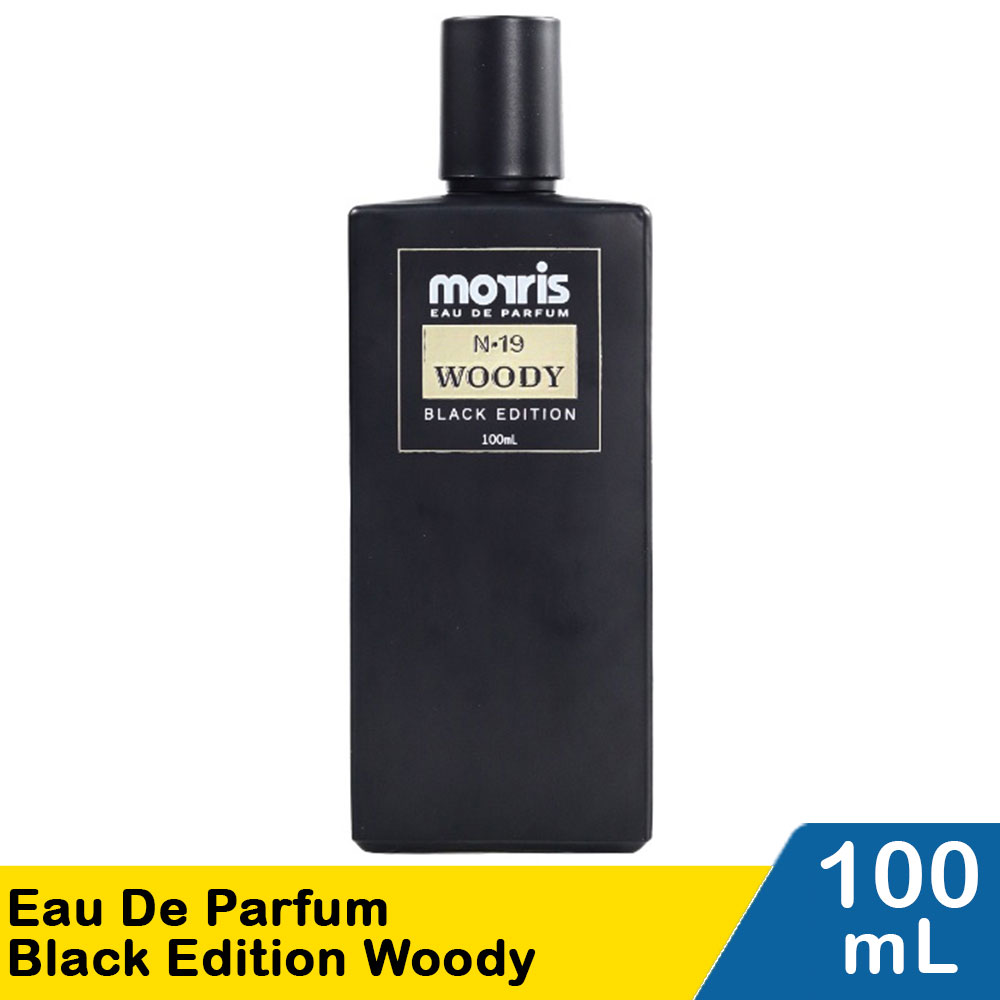 morris
EAU DE PARFUM
N•19
WOODY
BLACK EDITION
100mL
Eau De Parfum
Black Edition Woody
100
mL